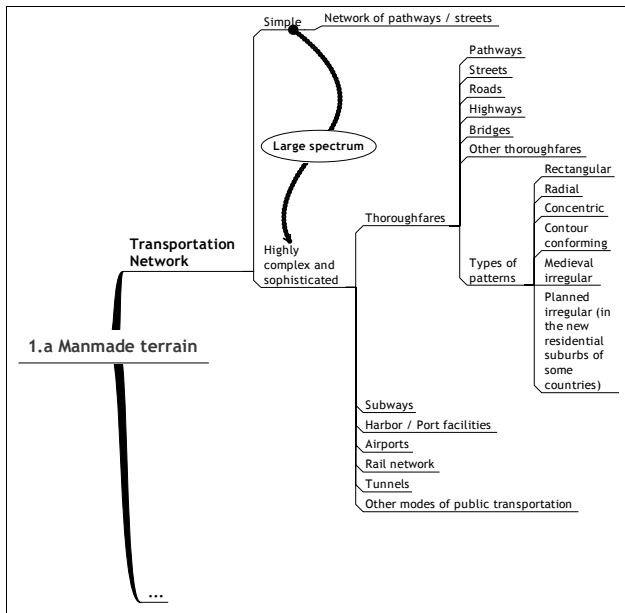 Simple
Network of pathways / streets
Large spectrum
Highly
complex and
sophisticated
Transportation
Network
1.a Manmade terrain
...
Thoroughfares
Pathways
Streets
Roads
Highways
Bridges
Other thoroughfares
Types of
patterns
Rectangular
Radial
Concentric
Contour
conforming
Medieval
irregular
Planned
irregular (in
the new
residential
suburbs of
some
countries)
Subways
Harbor / Port facilities
Airports
Rail network
Tunnels
Other modes of public transportation